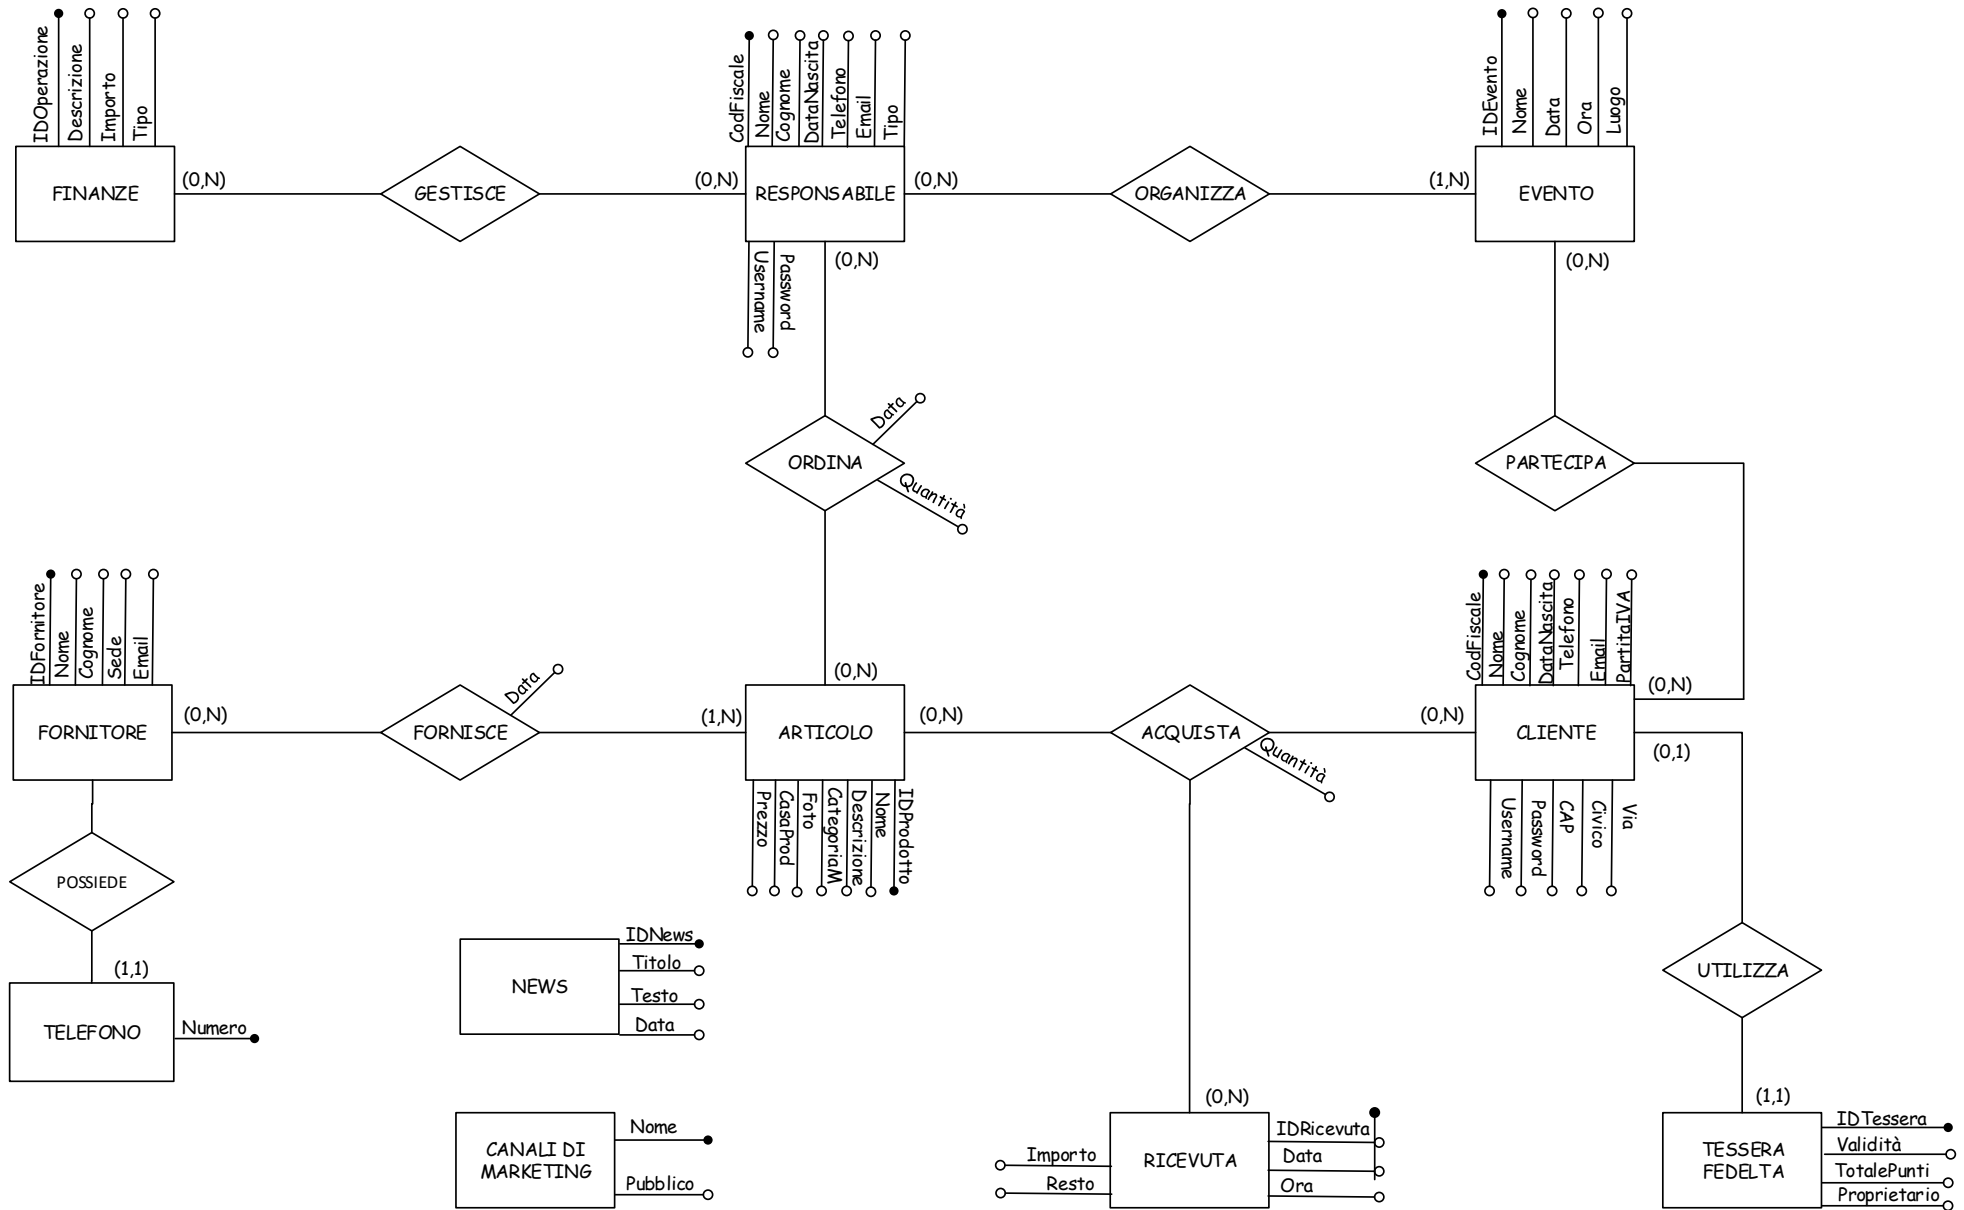 IDOperazione
Descrizione
Importo
Tipo
FINANZE
(0,N)
GESTISCE
(0,N)
CodFiscale
Nome
Cognome
DataNascita
Telefono
Email
Tipo
RESPONSABILE
Username
Password
(0,N)
(0,N)
ORGANIZZA
(1,N)
IDEvento
Nome
Data
Ora
Luogo
EVENTO
(0,N)
ORDINA
Data
Quantità
PARTECIPA
IDFornitore
Nome
Cognome
Sede
Email
FORNITORE
(0,N)
FORNISCE
Data
(1,N)
(0,N)
ARTICOLO
Prezzo
CasaProd
Foto
CategoriaM
Descrizione
Nome
IDProdotto
(0,N)
ACQUISTA
Quantità
(0,N)
CodFiscale
Nome
Cognome
DataNascita
Telefono
Email
PartitaIVA
CLIENTE
(0,N)
(0,1)
Username
Password
CAP
Civico
Via
POSSIEDE
(1,1)
TELEFONO
Numero
NEWS
IDNews
Titolo
Testo
Data
UTILIZZA
CANALI DI
MARKETING
Nome
Pubblico
(0,N)
Importo
Resto
RICEVUTA
IDRicevuta
Data
Ora
(1,1)
TESSERA
FEDELTA
IDTessera
Validità
TotalePunti
Proprietario